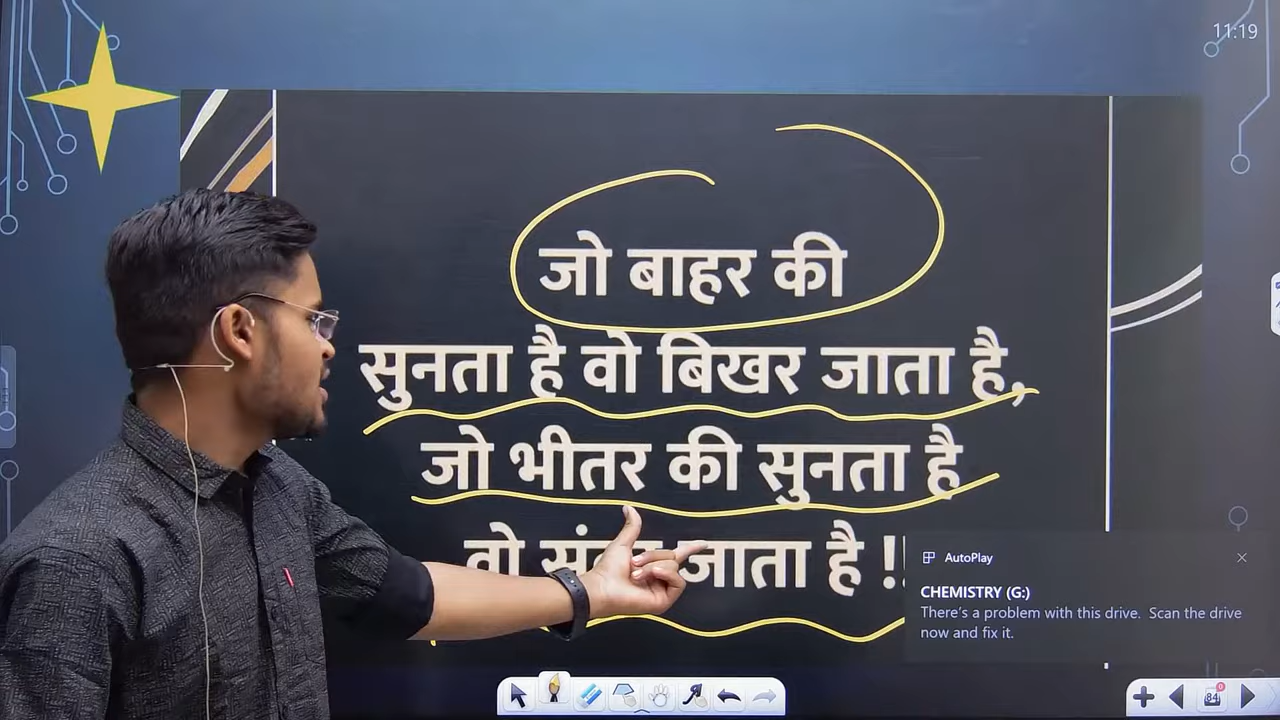 11:19
जो बाहर की
सुनता है वो बिखर जाता है,
जो भीतर की सुनता है
वो जाता है !!
AutoPlay
CHEMISTRY (G:)
There's a problem with this drive. Scan the drive
now and fix it.
84